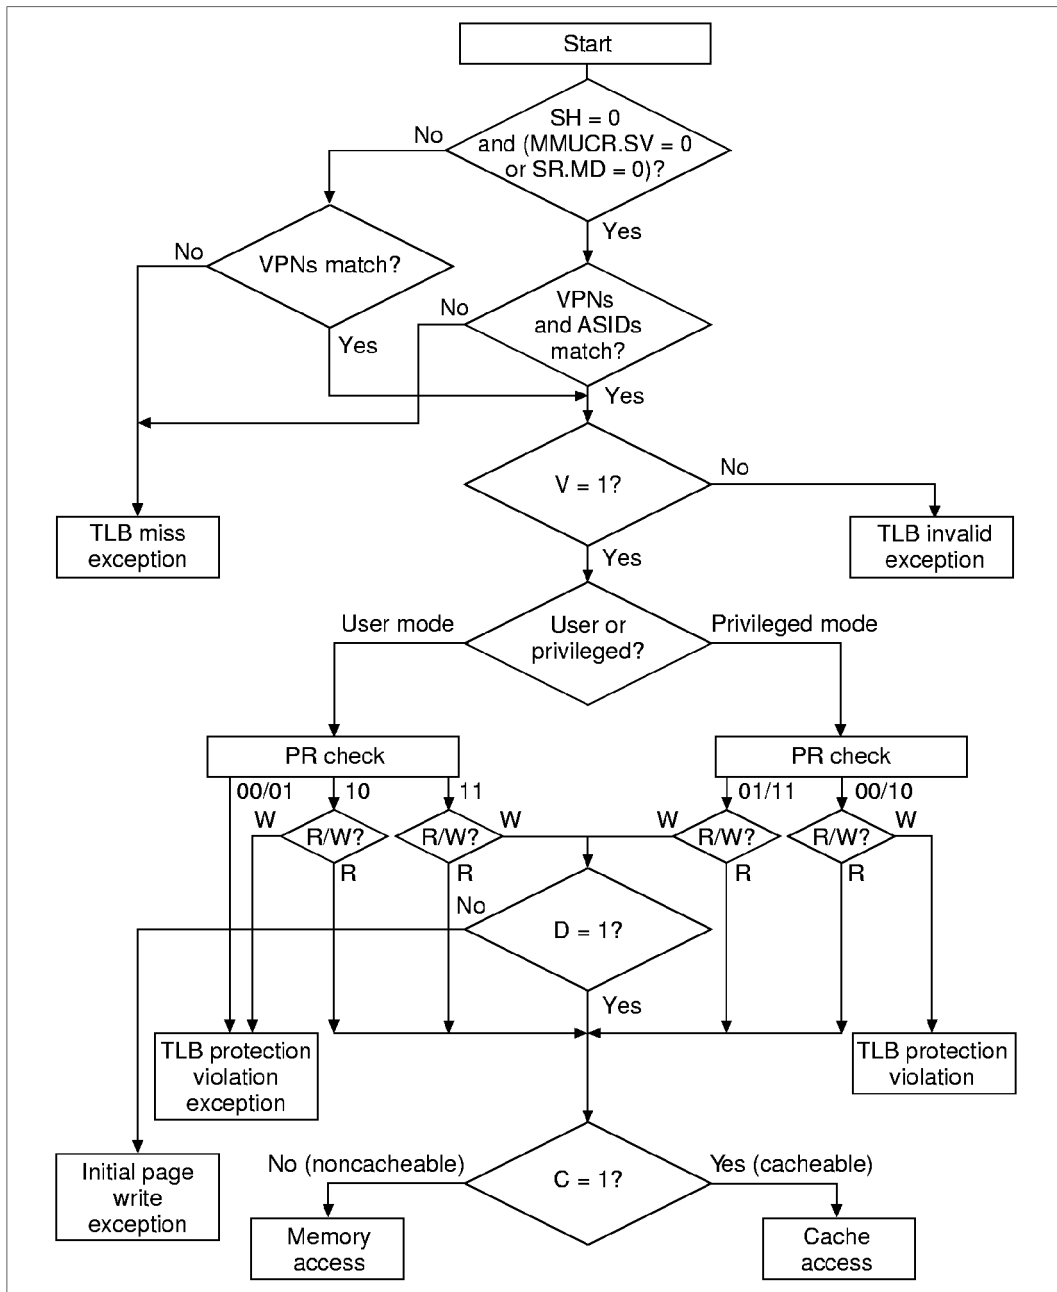 Start
SH = 0
and (MMUCR.SV = 0
or SR.MD = 0)?
No
Yes
VPNs match?
No
Yes
VPNs
and ASIDs
match?
No
Yes
V = 1?
No
Yes
TLB miss
exception
TLB invalid
exception
User or
privileged?
User mode
Privileged mode
PR check
PR check
00/01
10
11
01/11
00/10
W
R/W?
R
R/W?
W
R
W
R/W?
R
R/W?
W
R
D = 1?
No
Yes
TLB protection
violation
exception
TLB protection
violation
Initial page
write
exception
C = 1?
No (noncacheable)
Yes (cacheable)
Memory
access
Cache
access